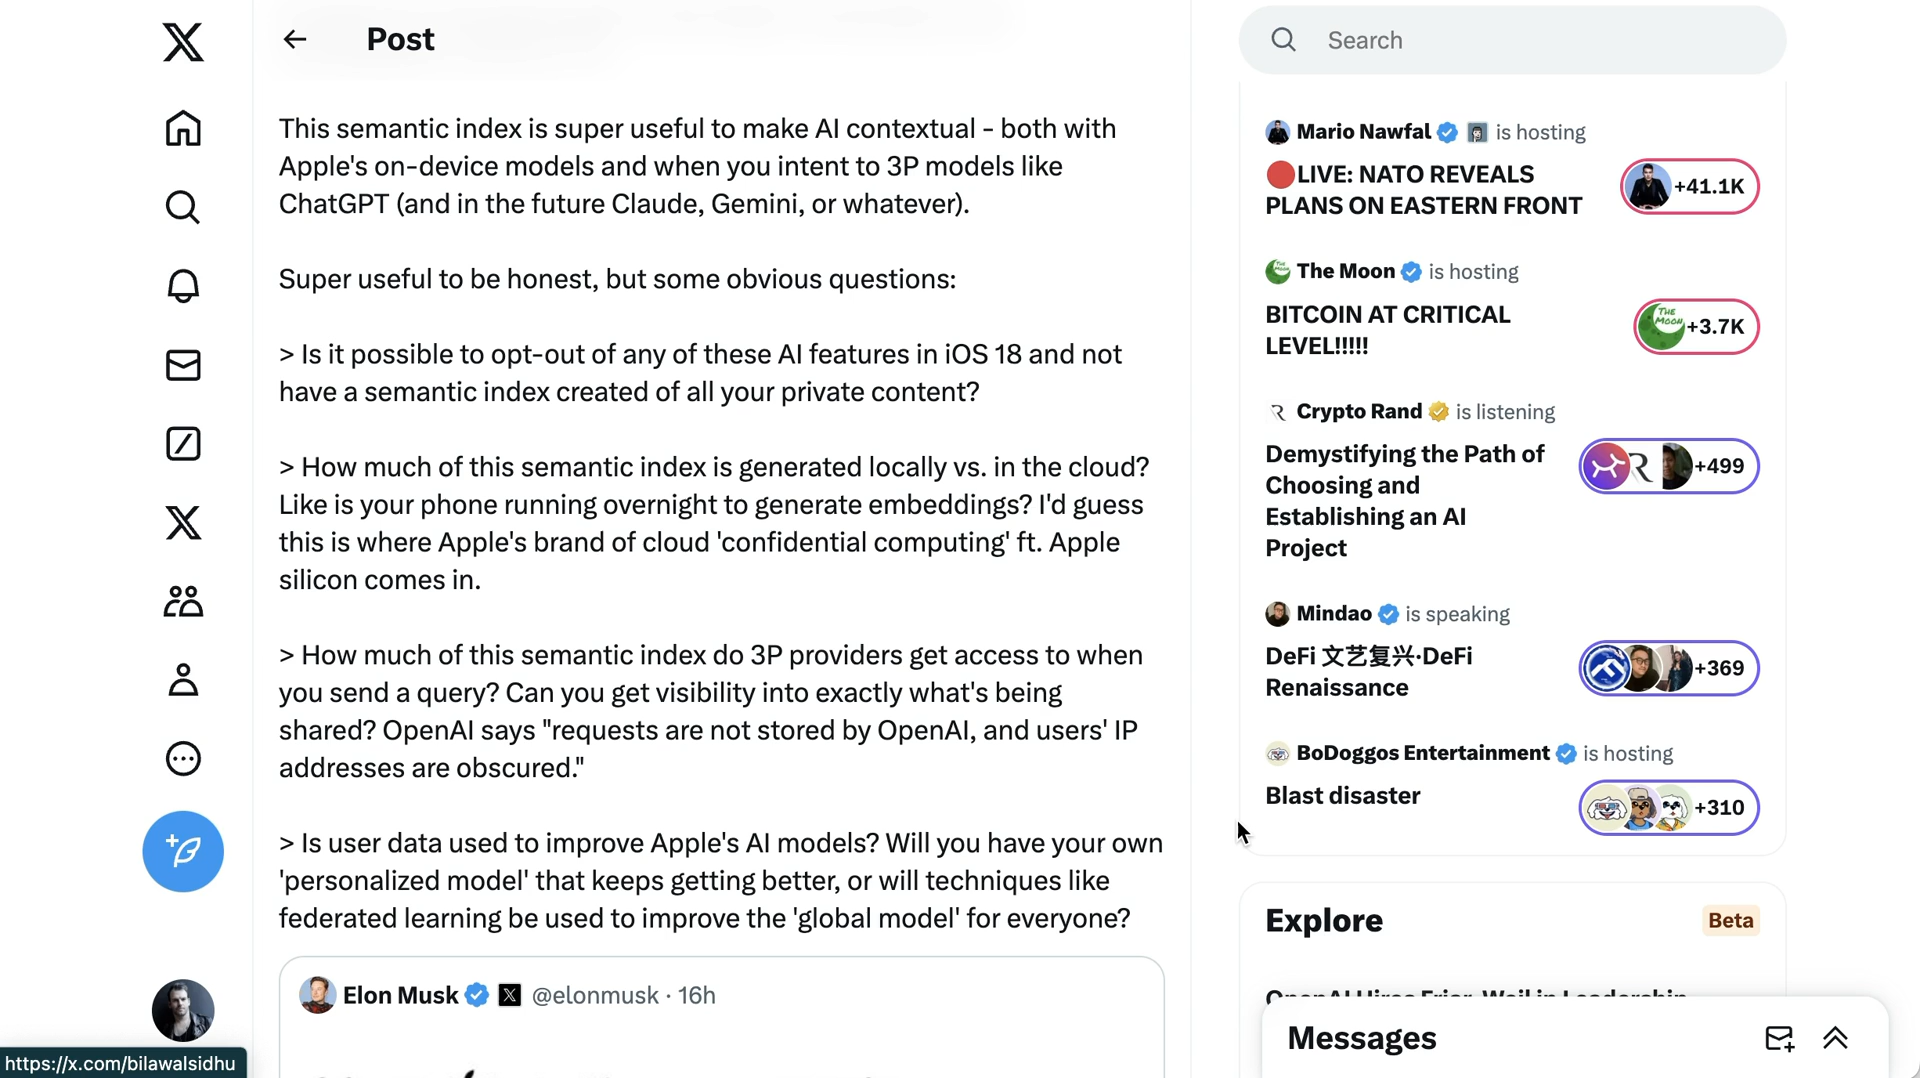 Post
This semantic index is super useful to make AI contextual - both with
Apple's on-device models and when you intent to 3P models like
ChatGPT (and in the future Claude, Gemini, or whatever).
Super useful to be honest, but some obvious questions:
> Is it possible to opt-out of any of these AI features in iOS 18 and not
have a semantic index created of all your private content?
> How much of this semantic index is generated locally vs. in the cloud?
Like is your phone running overnight to generate embeddings? I'd guess
this is where Apple's brand of cloud 'confidential computing' ft. Apple
silicon comes in.
> How much of this semantic index do 3P providers get access to when
you send a query? Can you get visibility into exactly what's being
shared? OpenAI says "requests are not stored by OpenAI, and users' IP
addresses are obscured."
> Is user data used to improve Apple's AI models? Will you have your own
'personalized model' that keeps getting better, or will techniques like
federated learning be used to improve the 'global model' for everyone?
Elon Musk @elonmusk · 16h
https://x.com/bilawalsidhu
Search
Mario Nawfal is hosting
LIVE: NATO REVEALS
PLANS ON EASTERN FRONT
+41.1K
The Moon is hosting
BITCOIN AT CRITICAL
LEVEL!!!!!
THE MOON
+3.7K
Crypto Rand is listening
Demystifying the Path of
Choosing and
Establishing an AI
Project
+499
Mindao is speaking
DeFi 文艺复兴·DeFi
Renaissance
+369
BoDoggos Entertainment is hosting
Blast disaster
+310
Explore
Beta
OpenAI Hires Friar, Weil in Leadership
Messages